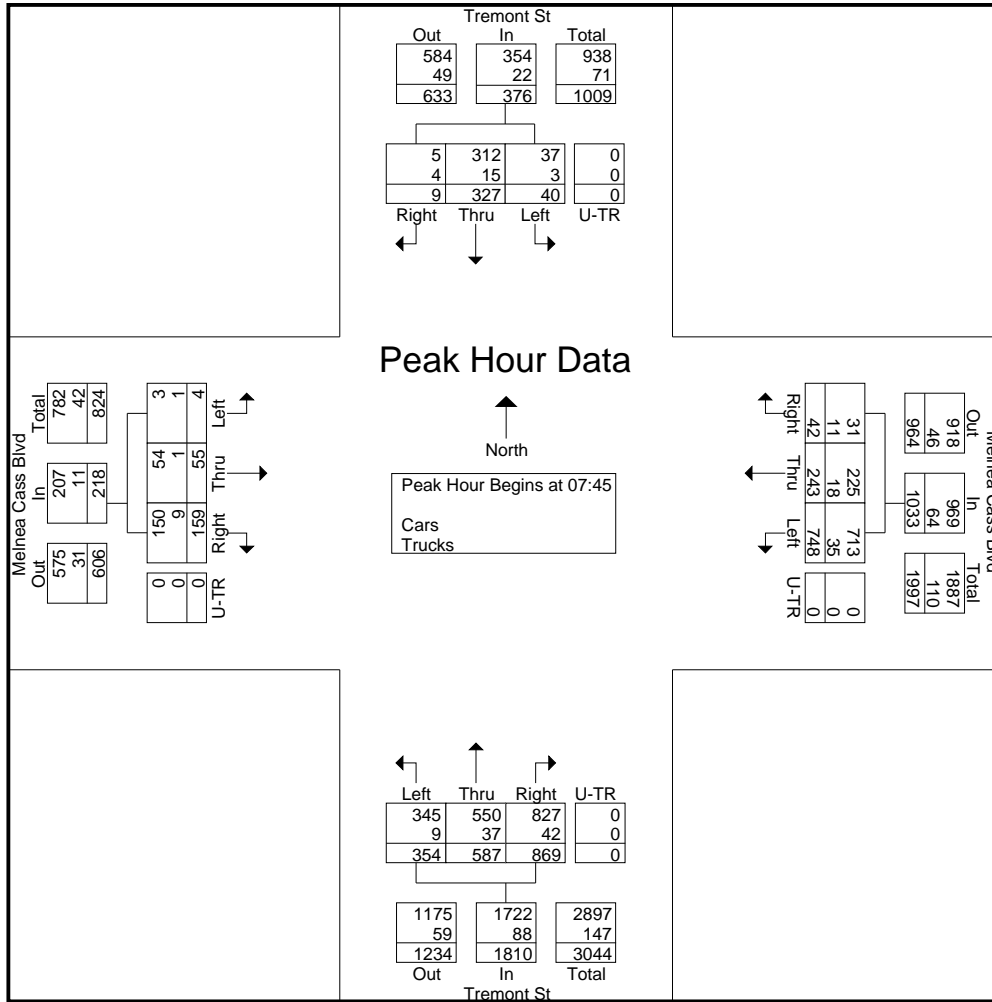 Tremont St
Out In Total
584 354 938
49 22 71
633 376 1009
5 312 37 0
4 15 3 0
9 327 40 0
Right Thru Left U-TR
Peak Hour Data
North
Peak Hour Begins at 07:45
Cars
Trucks
Melnea Cass Blvd
Total In Out
782 207 575
42 11 31
824 218 606
3 54 150 0
1 1 9 0
4 55 159 0
Left Thru Right U-TR
Melnea Cass Blvd
Out In Total
918 969 1887
46 64 110
964 1033 1997
31 225 713 0
11 18 35 0
42 243 748 0
Right Thru Left U-TR
Left Thru Right U-TR
345 550 827 0
9 37 42 0
354 587 869 0
1175 1722 2897
59 88 147
1234 1810 3044
Out In Total
Tremont St